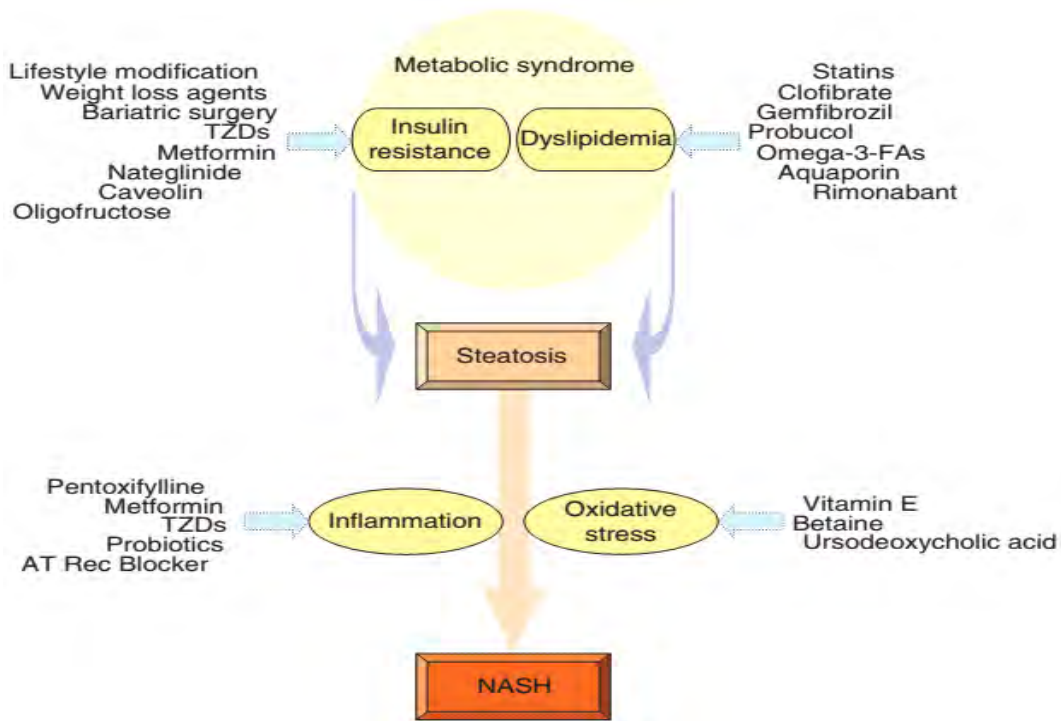 Metabolic syndrome
Lifestyle modification
Weight loss agents
Bariatric surgery
TZDs
Metformin
Nateglinide
Caveolin
Oligofructose
Insulin
resistance
Dyslipidemia
Statins
Clofibrate
Gemfibrozil
Probucol
Omega-3-FAs
Aquaporin
Rimonabant
Steatosis
Pentoxifylline
Metformin
TZDs
Probiotics
AT Rec Blocker
Inflammation
Oxidative
stress
Vitamin E
Betaine
Ursodeoxycholic acid
NASH